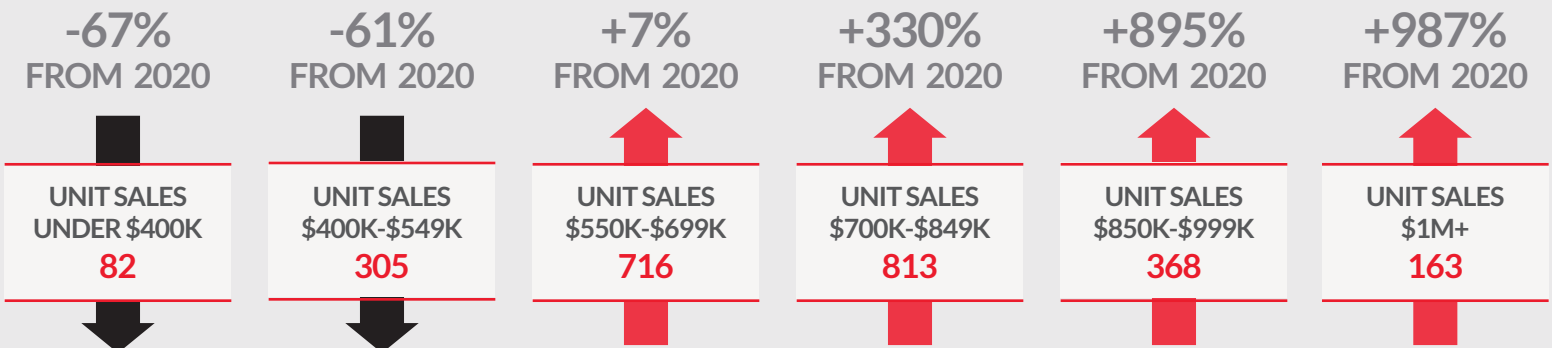 -67%
FROM 2020
UNIT SALES
UNDER $400K
82
-61%
FROM 2020
UNIT SALES
$400K-$549K
305
+7%
FROM 2020
UNIT SALES
$550K-$699K
716
+330%
FROM 2020
UNIT SALES
$700K-$849K
813
+895%
FROM 2020
UNIT SALES
$850K-$999K
368
+987%
FROM 2020
UNIT SALES
$1M+
163